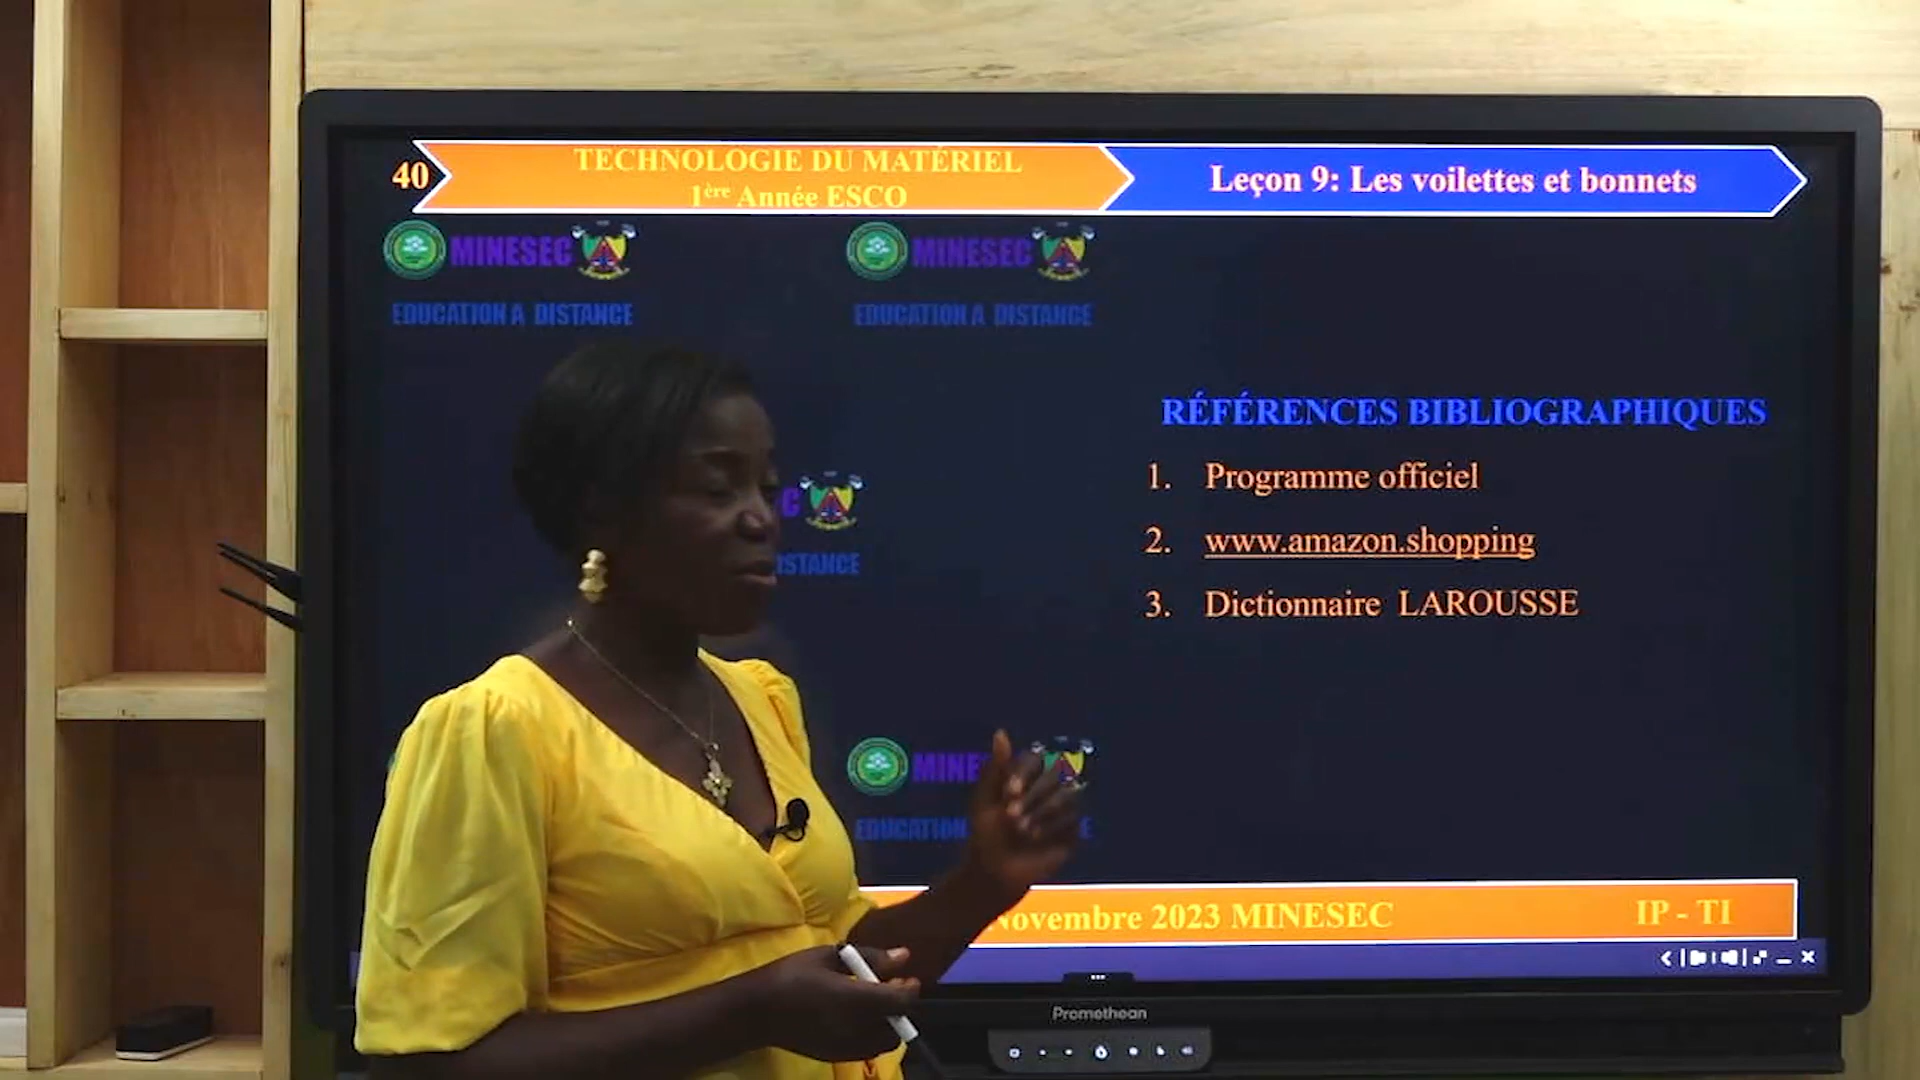 40
TECHNOLOGIE DU MATÉRIEL
1ère Année ESCO
Leçon 9: Les voilettes et bonnets
MINESEC
EDUCATION A DISTANCE
MINESEC
EDUCATION A DISTANCE
RÉFÉRENCES BIBLIOGRAPHIQUES
1. Programme officiel
2. www.amazon.shopping
3. Dictionnaire LAROUSSE
Novembre 2023 MINESEC
IP - TI
Promethean